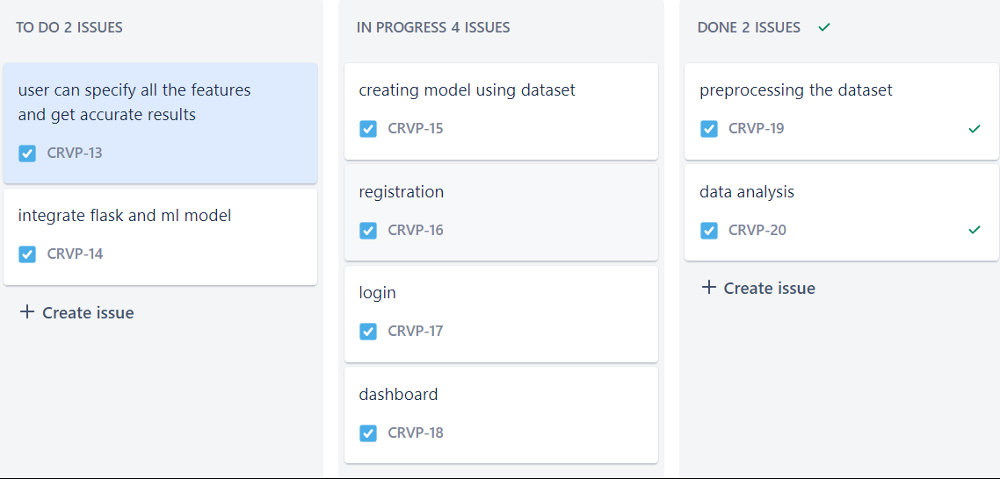 TO DO 2 ISSUES
user can specify all the features
and get accurate results
CRVP-13
integrate flask and ml model
CRVP-14
+ Create issue
IN PROGRESS 4 ISSUES
creating model using dataset
CRVP-15
registration
CRVP-16
login
CRVP-17
dashboard
CRVP-18
DONE 2 ISSUES
preprocessing the dataset
CRVP-19
data analysis
CRVP-20
+ Create issue